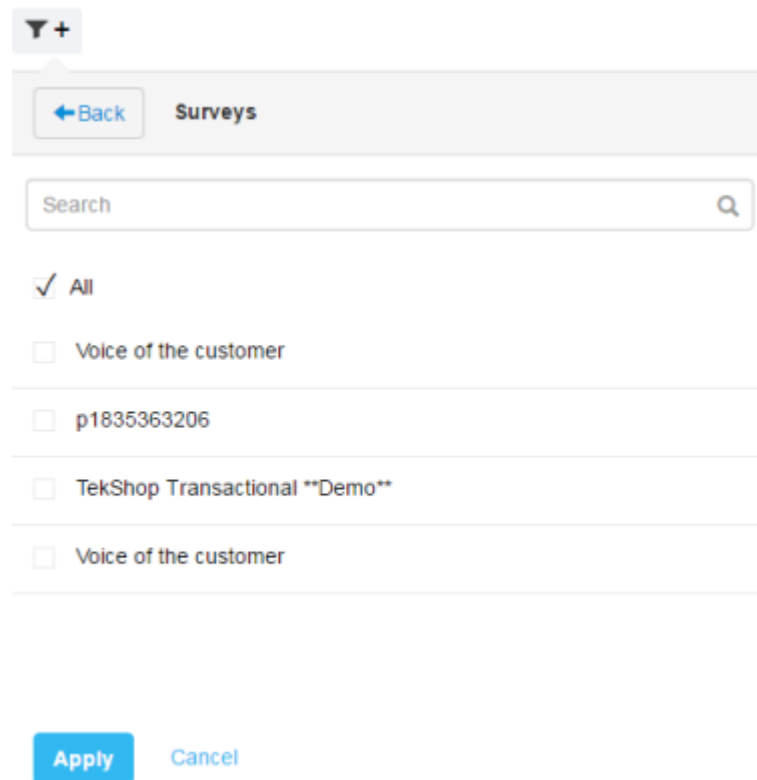 +
Back Surveys
Search
All
Voice of the customer
p1835363206
TekShop Transactional **Demo**
Voice of the customer
Apply Cancel